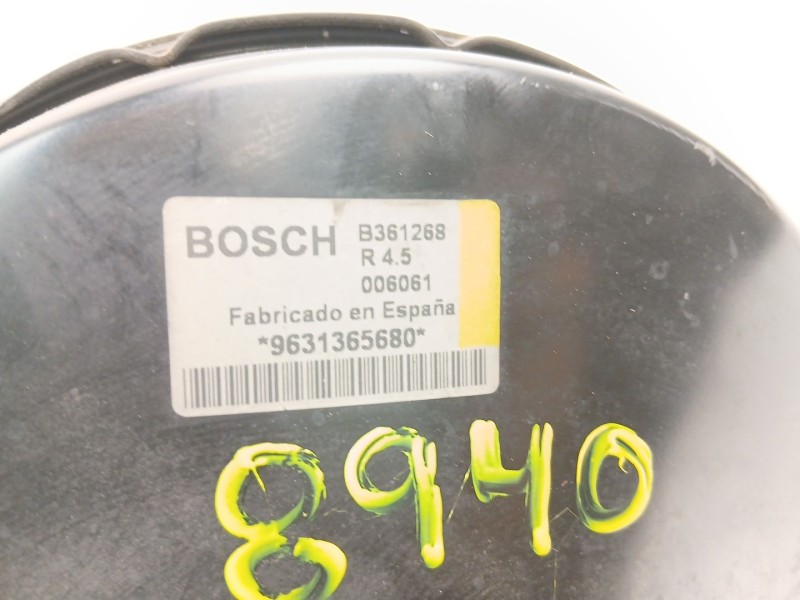 BOSCH B361268
R 4.5
006061
Fabricado en España
*9631365680*
8940